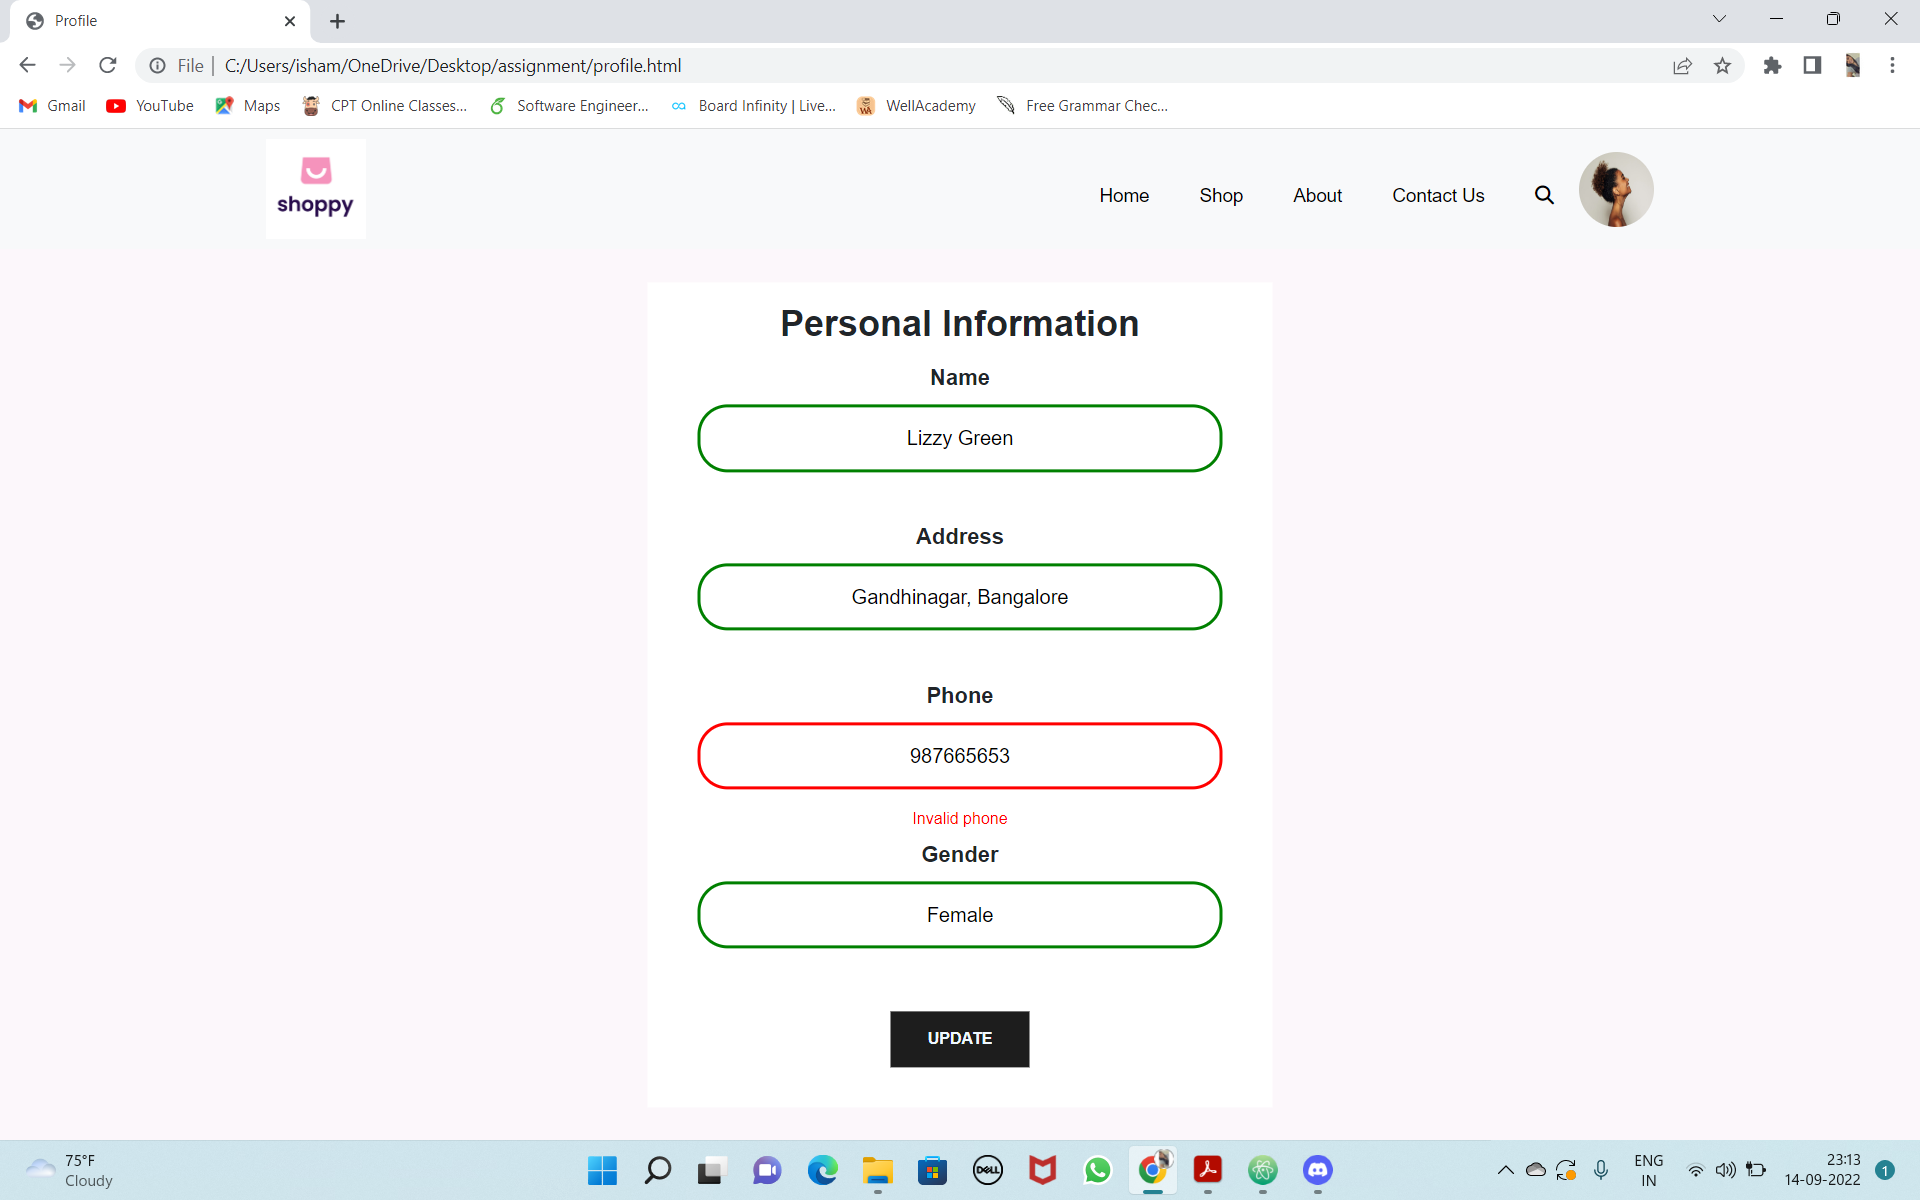 Profile
File | C:/Users/isham/OneDrive/Desktop/assignment/profile.html
Gmail YouTube Maps CPT Online Classes... Software Engineer... Board Infinity | Live... WellAcademy Free Grammar Chec...
shoppy
Home Shop About Contact Us
Personal Information
Name
Lizzy Green
Address
Gandhinagar, Bangalore
Phone
987665653
Invalid phone
Gender
Female
UPDATE
75°F
Cloudy
DELL
ENG
IN
23:13
14-09-2022
1